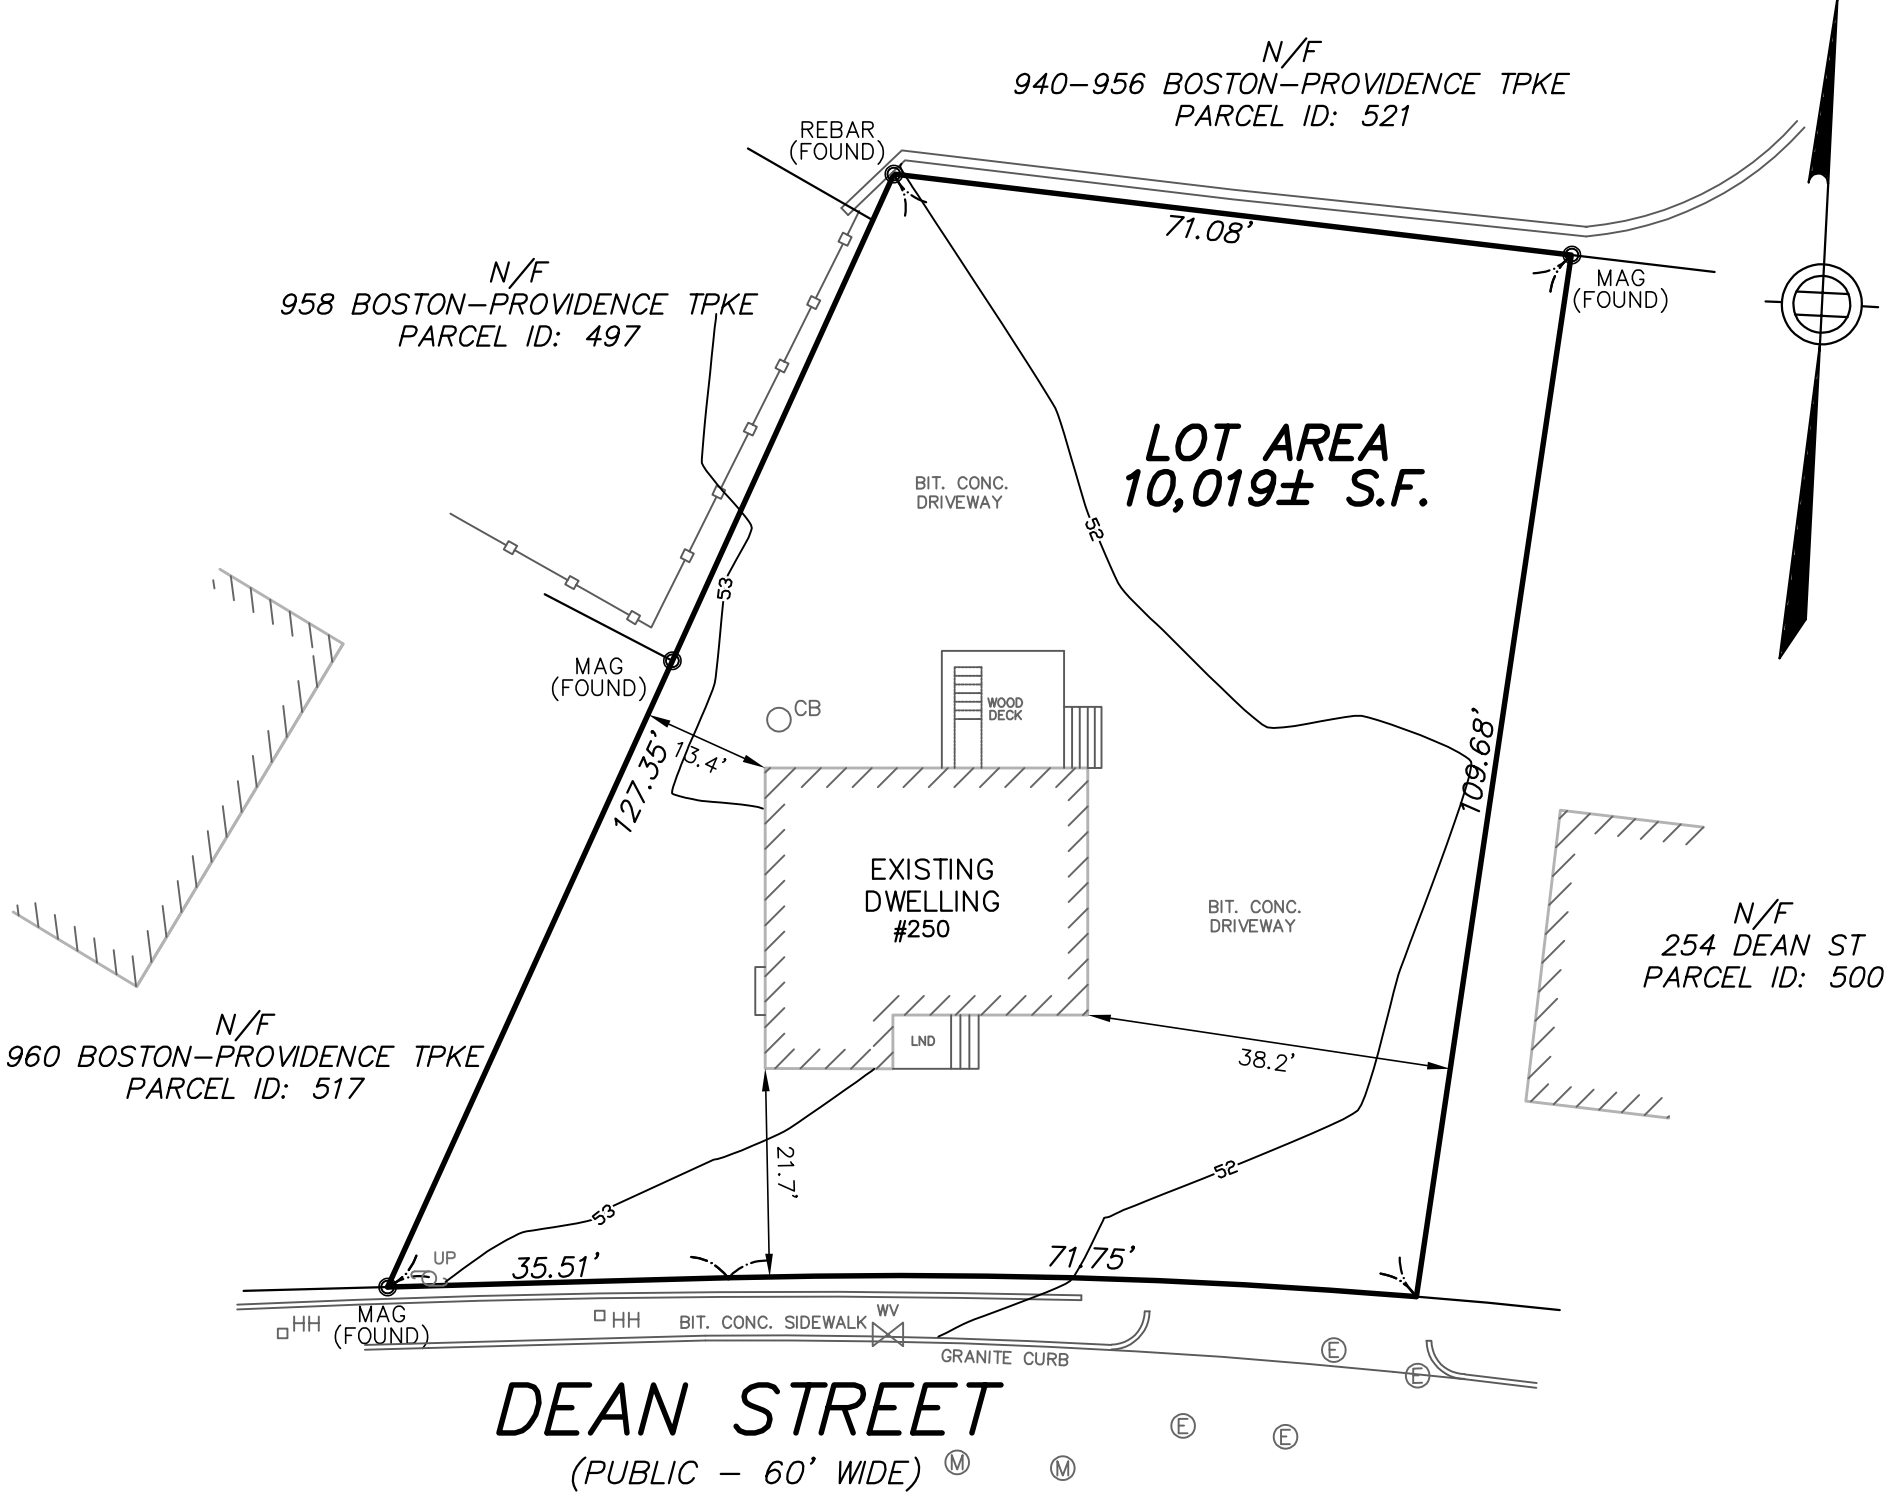 N/F
940-956 BOSTON-PROVIDENCE TPKE
PARCEL ID: 521
REBAR
(FOUND)
71.08'
MAG
(FOUND)
N/F
958 BOSTON-PROVIDENCE TPKE
PARCEL ID: 497
LOT AREA
10,019± S.F.
BIT. CONC.
DRIVEWAY
52
53
MAG
(FOUND)
CB
WOOD
DECK
13.4'
127.35'
109.68'
EXISTING
DWELLING
#250
BIT. CONC.
DRIVEWAY
N/F
254 DEAN ST
PARCEL ID: 500
N/F
960 BOSTON-PROVIDENCE TPKE
PARCEL ID: 517
LND
38.2'
21.7'
52
53
UP
35.51'
71.75'
MAG
(FOUND)
HH
HH
BIT. CONC. SIDEWALK
WV
GRANITE CURB
E
E
E
E
DEAN STREET
(PUBLIC - 60' WIDE)
M
M